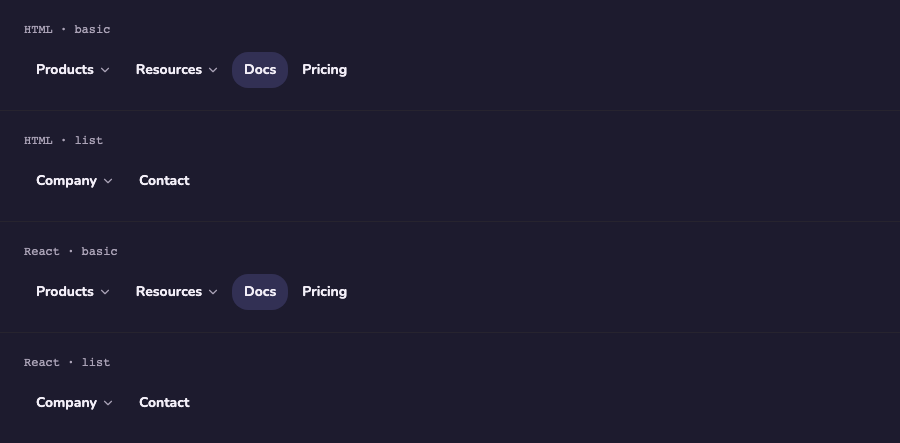 HTML · basic
Products Resources Docs Pricing
HTML · list
Company Contact
React · basic
Products Resources Docs Pricing
React · list
Company Contact